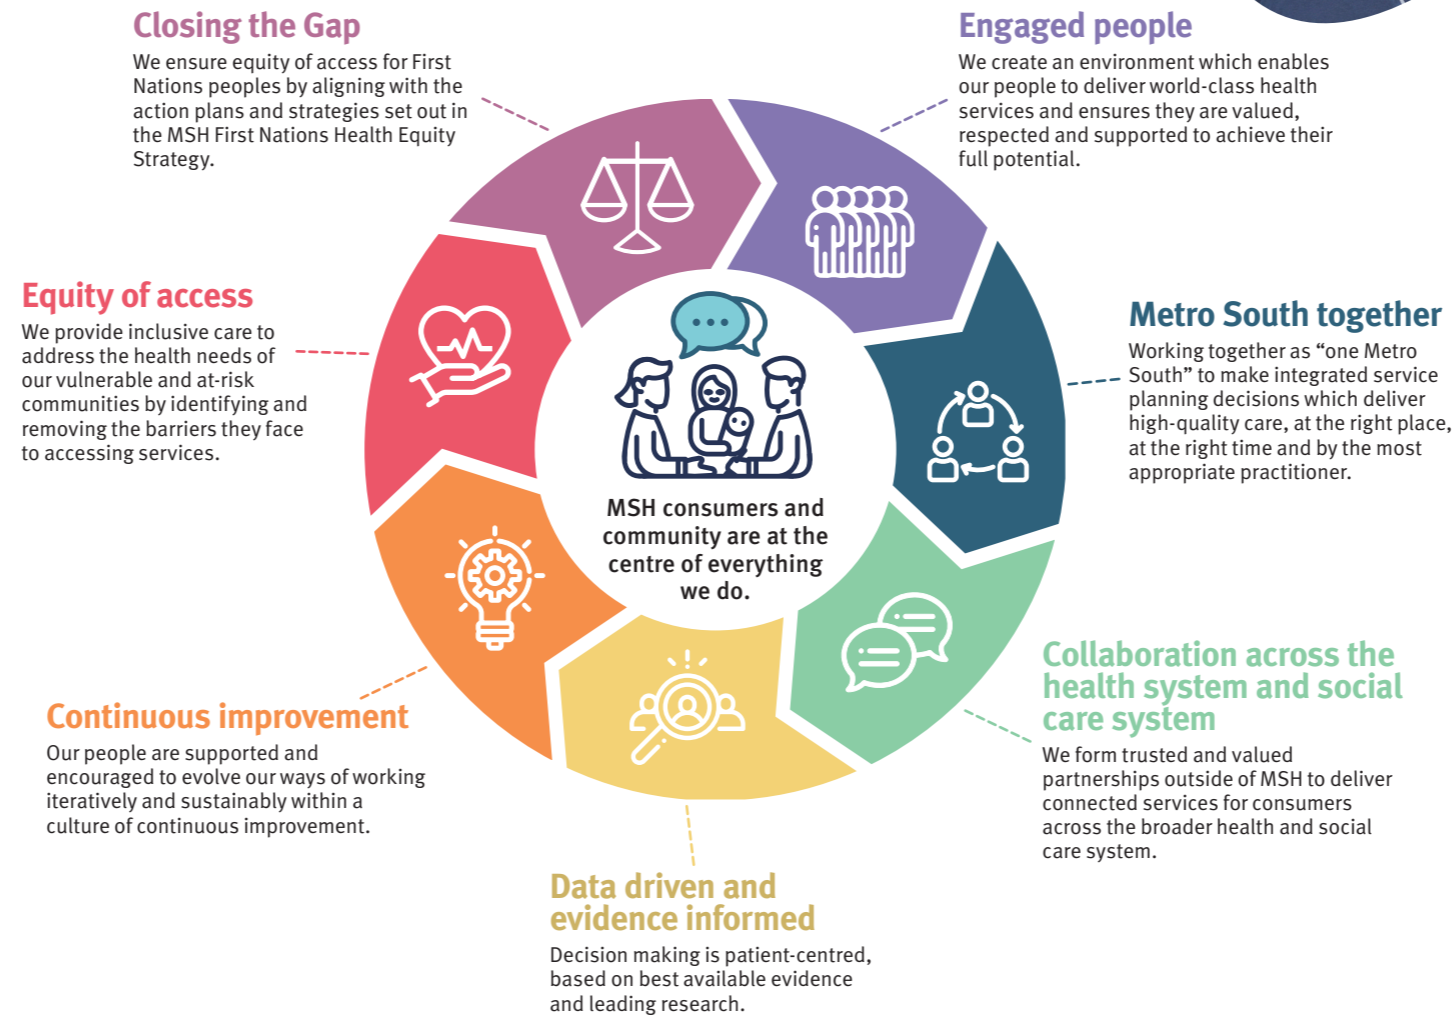 Closing the Gap
We ensure equity of access for First
Nations peoples by aligning with the
action plans and strategies set out in
the MSH First Nations Health Equity
Strategy.
Engaged people
We create an environment which enables
our people to deliver world-class health
services and ensures they are valued,
respected and supported to achieve their
full potential.
Metro South together
Working together as “one Metro
South” to make integrated service
planning decisions which deliver
high-quality care, at the right place,
at the right time and by the most
appropriate practitioner.
Collaboration across the
health system and social
care system
We form trusted and valued
partnerships outside of MSH to deliver
connected services for consumers
across the broader health and social
care system.
Data driven and
evidence informed
Decision making is patient-centred,
based on best available evidence
and leading research.
Continuous improvement
Our people are supported and
encouraged to evolve our ways of working
iteratively and sustainably within a
culture of continuous improvement.
Equity of access
We provide inclusive care to
address the health needs of
our vulnerable and at-risk
communities by identifying and
removing the barriers they face
to accessing services.
MSH consumers and
community are at the
centre of everything
we do.